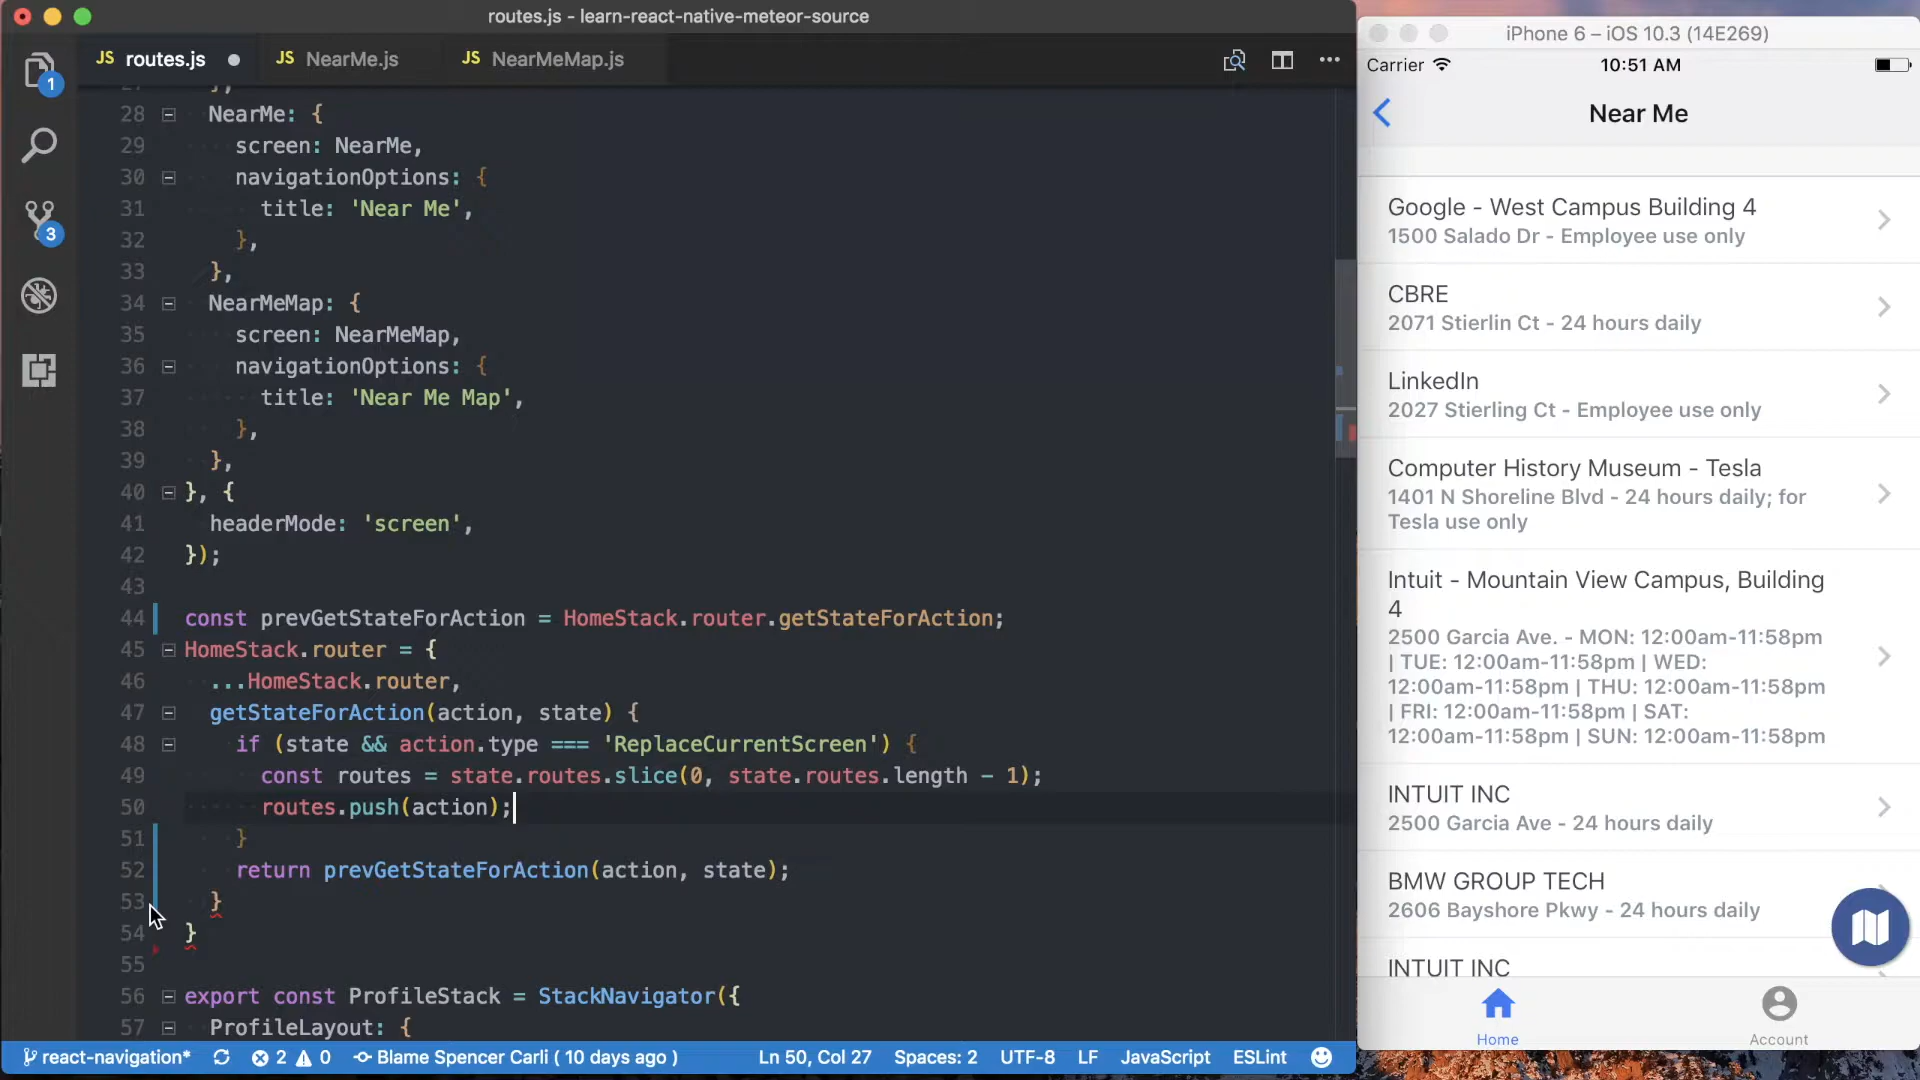 routes.js - learn-react-native-meteor-source
JS routes.js
JS NearMe.js
JS NearMeMap.js
1
3
27 },
28 NearMe: {
29 screen: NearMe,
30 navigationOptions: {
31 title: 'Near Me',
32 },
33 },
34 NearMeMap: {
35 screen: NearMeMap,
36 navigationOptions: {
37 title: 'Near Me Map',
38 },
39 },
40 }, {
41 headerMode: 'screen',
42 });
43
44 const prevGetStateForAction = HomeStack.router.getStateForAction;
45 HomeStack.router = {
46 ...HomeStack.router,
47 getStateForAction(action, state) {
48 if (state && action.type === 'ReplaceCurrentScreen') {
49 const routes = state.routes.slice(0, state.routes.length - 1);
50 routes.push(action);
51 }
52 return prevGetStateForAction(action, state);
53 }
54 }
55
56 export const ProfileStack = StackNavigator({
57 ProfileLayout: {
react-navigation* 2 0 Blame Spencer Carli ( 10 days ago ) Ln 50, Col 27 Spaces: 2 UTF-8 LF JavaScript ESLint
iPhone 6 – iOS 10.3 (14E269)
Carrier 10:51 AM
Near Me
Google - West Campus Building 4
1500 Salado Dr - Employee use only
CBRE
2071 Stierlin Ct - 24 hours daily
LinkedIn
2027 Stierling Ct - Employee use only
Computer History Museum - Tesla
1401 N Shoreline Blvd - 24 hours daily; for
Tesla use only
Intuit - Mountain View Campus, Building
4
2500 Garcia Ave. - MON: 12:00am-11:58pm
| TUE: 12:00am-11:58pm | WED:
12:00am-11:58pm | THU: 12:00am-11:58pm
| FRI: 12:00am-11:58pm | SAT:
12:00am-11:58pm | SUN: 12:00am-11:58pm
INTUIT INC
2500 Garcia Ave - 24 hours daily
BMW GROUP TECH
2606 Bayshore Pkwy - 24 hours daily
INTUIT INC
Home
Account